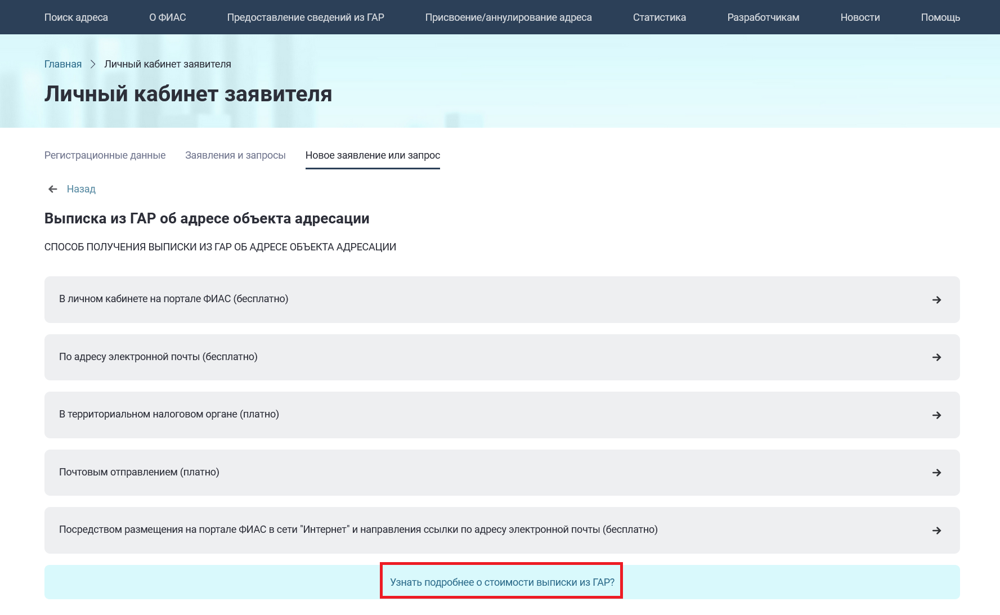 Поиск адреса О ФИАС Предоставление сведений из ГАР Присвоение/аннулирование адреса Статистика Разработчикам Новости Помощь
Главная Личный кабинет заявителя
Личный кабинет заявителя
Регистрационные данные Заявления и запросы Новое заявление или запрос
Назад
Выписка из ГАР об адресе объекта адресации
СПОСОБ ПОЛУЧЕНИЯ ВЫПИСКИ ИЗ ГАР ОБ АДРЕСЕ ОБЪЕКТА АДРЕСАЦИИ
В личном кабинете на портале ФИАС (бесплатно)
По адресу электронной почты (бесплатно)
В территориальном налоговом органе (платно)
Почтовым отправлением (платно)
Посредством размещения на портале ФИАС в сети "Интернет" и направления ссылки по адресу электронной почты (бесплатно)
Узнать подробнее о стоимости выписки из ГАР?